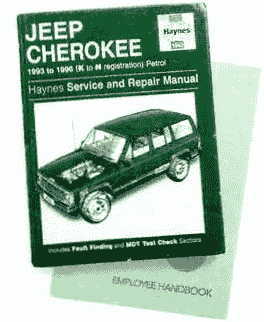 JEEP
CHEROKEE
1993 to 1996 (K to N registration) Petrol
Haynes
Haynes Service and Repair Manual
Includes Fault Finding and MOT Test Check Sections
EMPLOYEE HANDBOOK